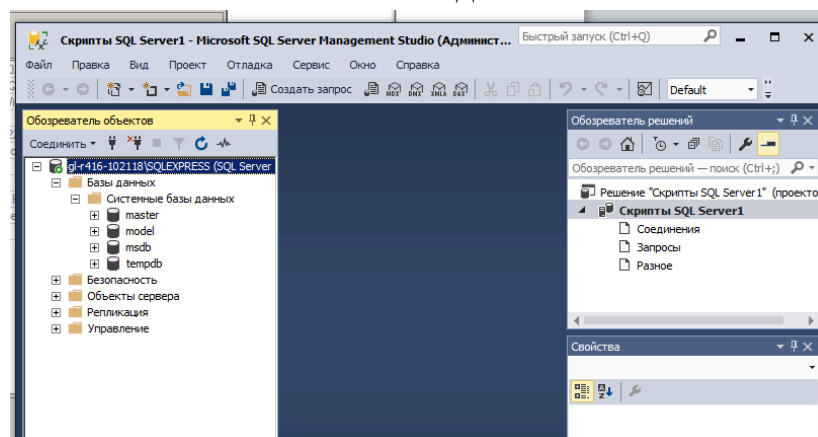 Скрипты SQL Server1 - Microsoft SQL Server Management Studio (Админист...
Быстрый запуск (Ctrl+Q)
Файл Правка Вид Проект Отладка Сервис Окно Справка
Создать запрос MDX DMX XMLA DAX Default
Обозреватель объектов
Соединить
gl-r416-102118\SQLEXPRESS (SQL Server
Базы данных
Системные базы данных
master
model
msdb
tempdb
Безопасность
Объекты сервера
Репликация
Управление
Обозреватель решений
Обозреватель решений — поиск (Ctrl+;)
Решение "Скрипты SQL Server1" (проекто
Скрипты SQL Server1
Соединения
Запросы
Разное
Свойства